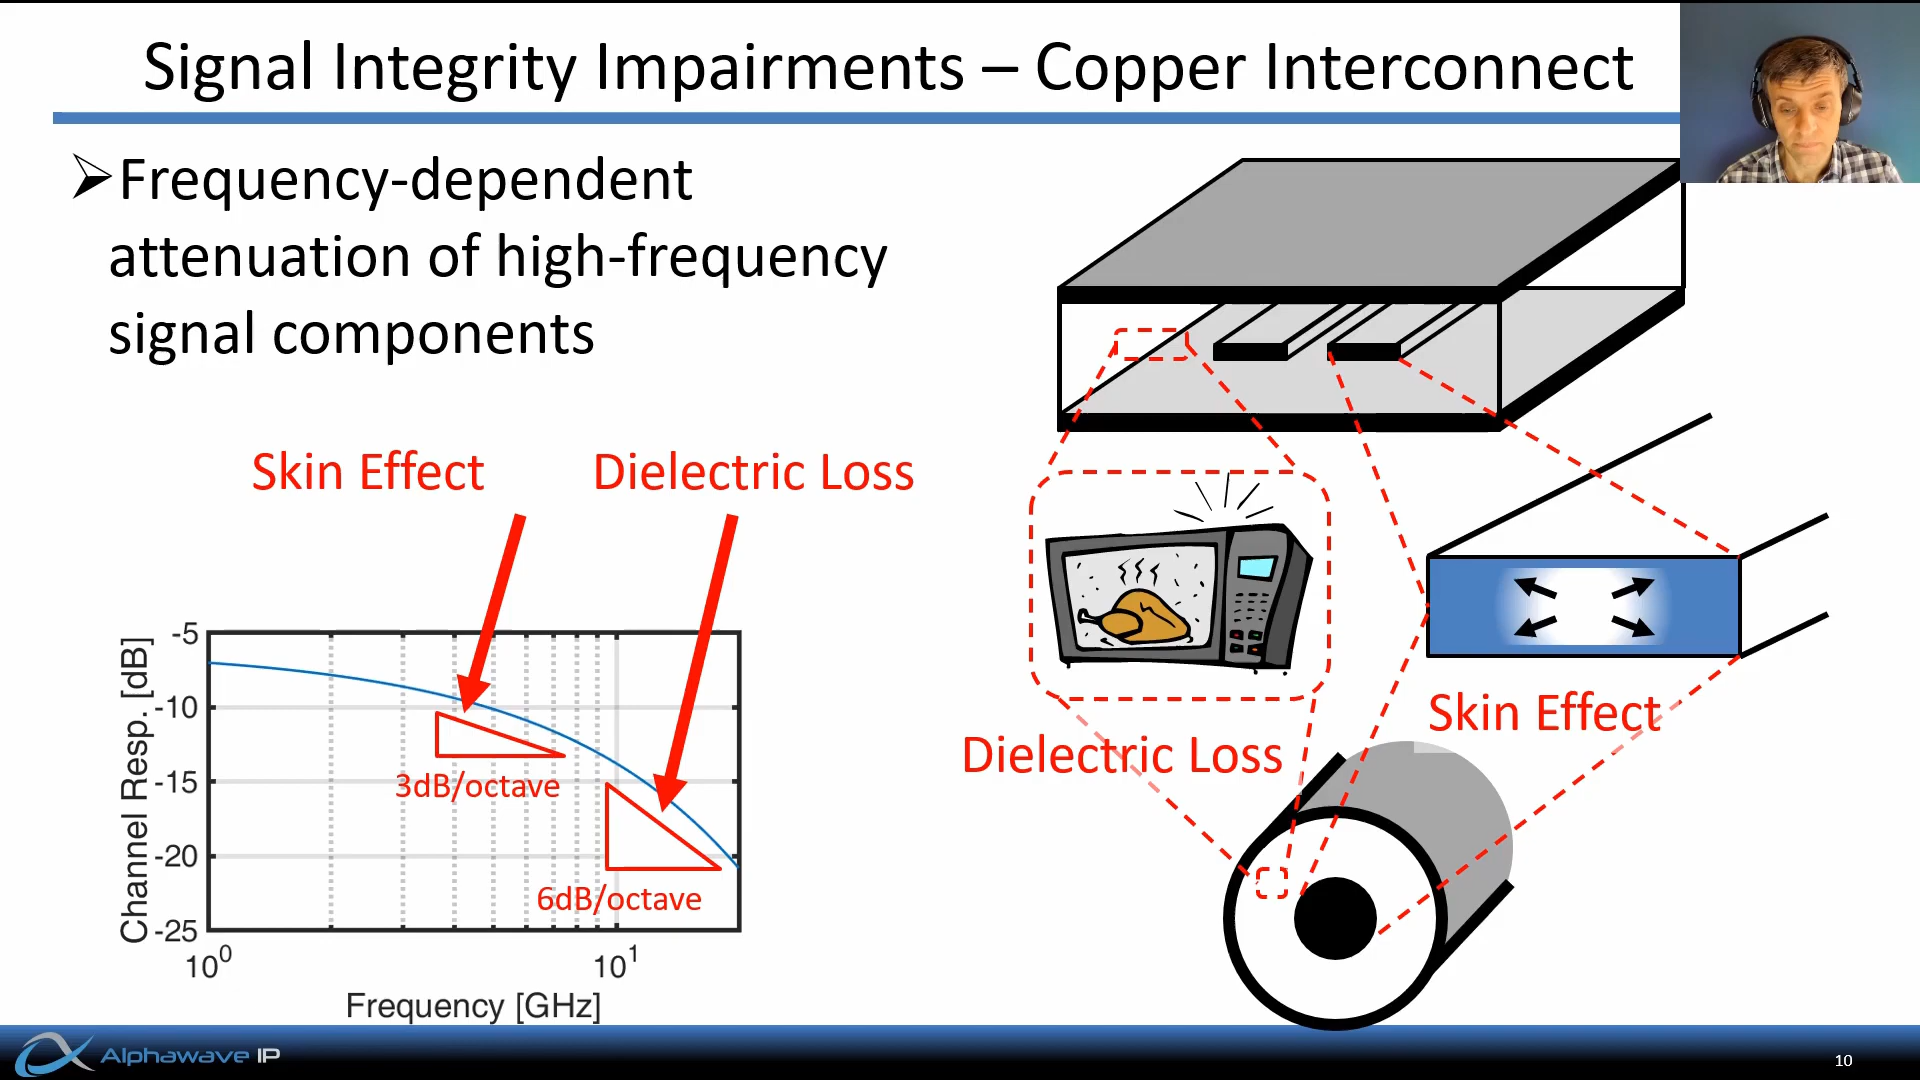 Signal Integrity Impairments – Copper Interconnect
➢Frequency-dependent
attenuation of high-frequency
signal components
Skin Effect
Dielectric Loss
Channel Resp. [dB]
-5
-10
-15
-20
-25
3dB/octave
6dB/octave
10⁰
10¹
Frequency [GHz]
Skin Effect
Dielectric Loss
Alphawave IP
10